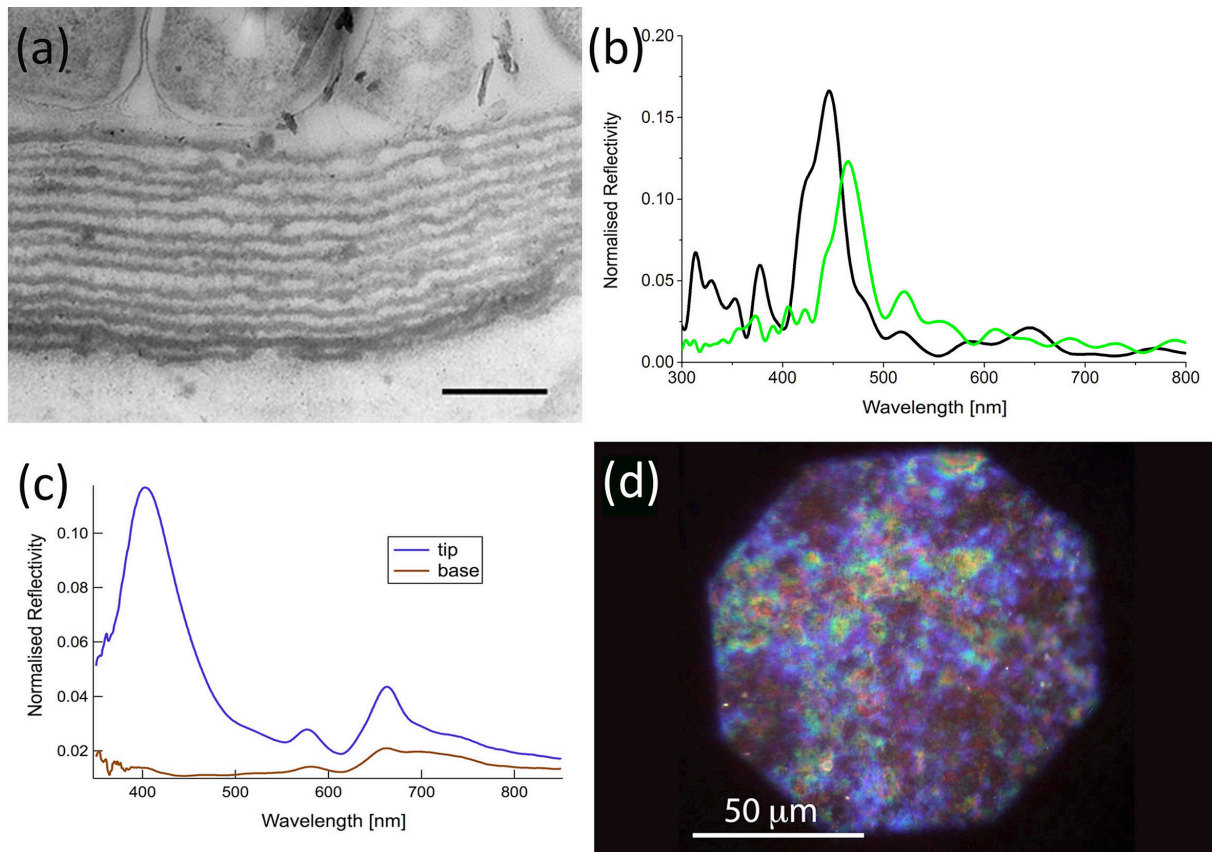 (a)
(b)
0.20
0.15
0.10
0.05
0.00
Normalised Reflectivity
300 400 500 600 700 800
Wavelength [nm]
(c)
0.10
0.08
0.06
0.04
0.02
Normalised Reflectivity
tip
base
400 500 600 700 800
Wavelength [nm]
(d)
50 μm